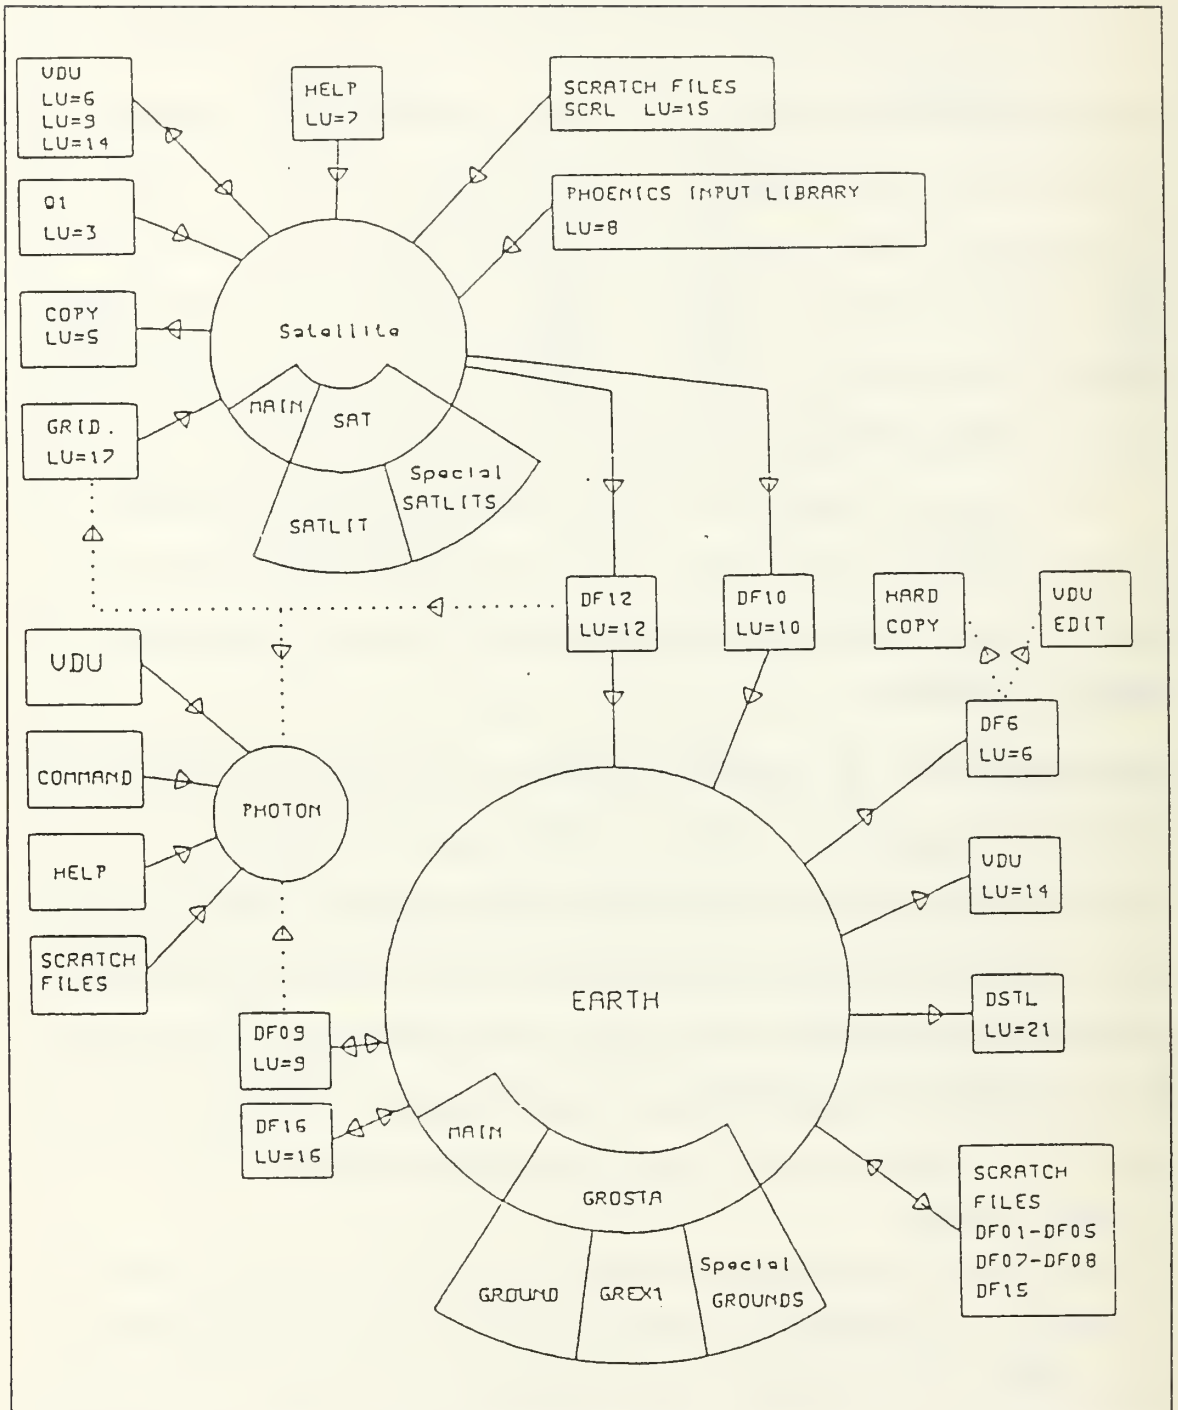 VDU
LU=6
LU=9
LU=14
HELP
LU=7
SCRATCH FILES
SCRL LU=15
Q1
LU=3
PHOENICS INPUT LIBRARY
LU=8
COPY
LU=5
Satellite
GRID.
LU=17
MAIN
SAT
SATLIT
Special
SATLITS
DF12
LU=12
DF10
LU=10
HARD
COPY
VDU
EDIT
VDU
COMMAND
HELP
SCRATCH
FILES
PHOTON
DF6
LU=6
VDU
LU=14
DSTL
LU=21
EARTH
DF09
LU=9
DF16
LU=16
MAIN
GROSTA
GROUND
GREX1
Special
GROUNDS
SCRATCH
FILES
DF01-DF05
DF07-DF08
DF15